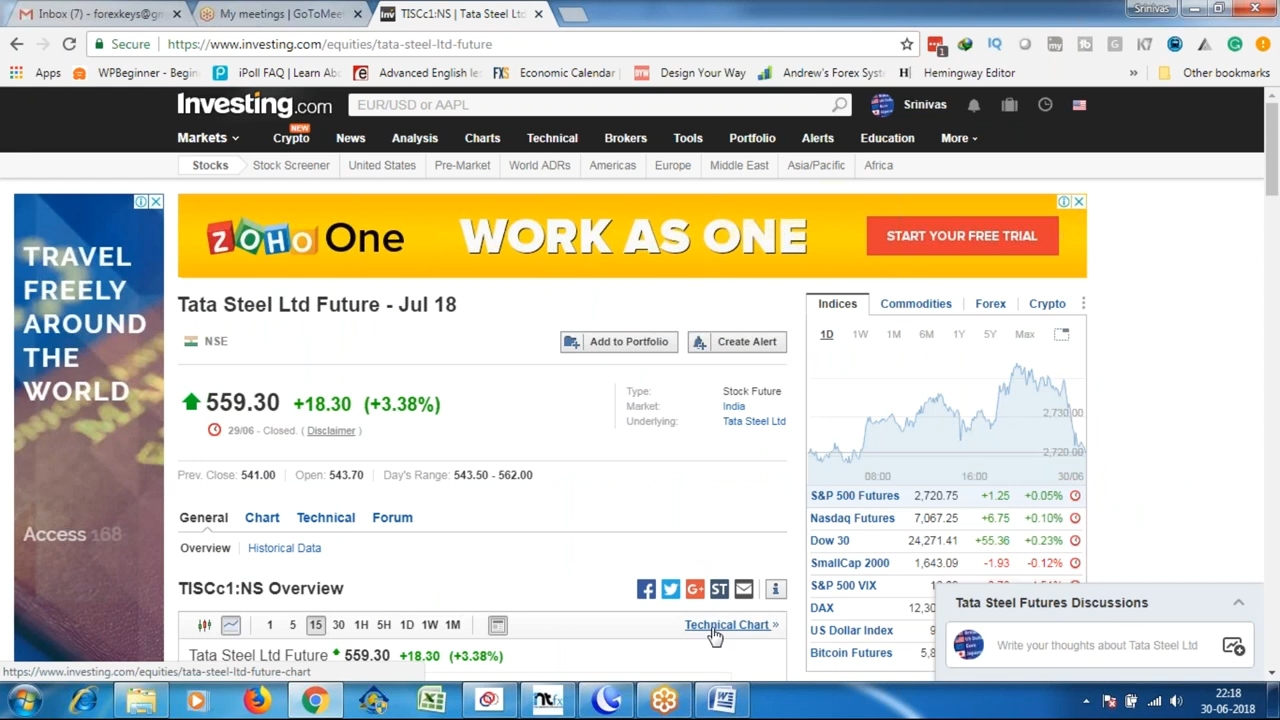 Inbox (7) - forexkeys@gm
My meetings | GoToMeet
TISCc1:NS | Tata Steel Ltd
Srinivas
Secure
https://www.investing.com/equities/tata-steel-ltd-future
Apps
WPBeginner - Begin
iPoll FAQ | Learn Ab
Advanced English le
Economic Calendar
Design Your Way
Andrew's Forex Syst
Hemingway Editor
Other bookmarks
Investing.com
EUR/USD or AAPL
Srinivas
Markets
Crypto
NEW
News
Analysis
Charts
Technical
Brokers
Tools
Portfolio
Alerts
Education
More
Stocks
Stock Screener
United States
Pre-Market
World ADRs
Americas
Europe
Middle East
Asia/Pacific
Africa
TRAVEL
FREELY
AROUND
THE
WORLD
Access 168
ZOHO One
WORK AS ONE
START YOUR FREE TRIAL
Tata Steel Ltd Future - Jul 18
NSE
Add to Portfolio
Create Alert
559.30 +18.30 (+3.38%)
29/06 - Closed. ( Disclaimer )
Type: Stock Future
Market: India
Underlying: Tata Steel Ltd
Prev. Close: 541.00
Open: 543.70
Day's Range: 543.50 - 562.00
General
Chart
Technical
Forum
Overview
Historical Data
TISCc1:NS Overview
1 5 15 30 1H 5H 1D 1W 1M
Technical Chart »
Tata Steel Ltd Future 559.30 +18.30 (+3.38%)
Indices
Commodities
Forex
Crypto
1D 1W 1M 6M 1Y 5Y Max
2,730.00
2,720.00
08:00 16:00 30/06
S&P 500 Futures 2,720.75 +1.25 +0.05%
Nasdaq Futures 7,067.25 +6.75 +0.10%
Dow 30 24,271.41 +55.36 +0.23%
SmallCap 2000 1,643.09 -1.93 -0.12%
S&P 500 VIX
DAX 12,30
US Dollar Index 9
Bitcoin Futures 5,8
Tata Steel Futures Discussions
Write your thoughts about Tata Steel Ltd
https://www.investing.com/equities/tata-steel-ltd-future-chart
22:18
30-06-2018